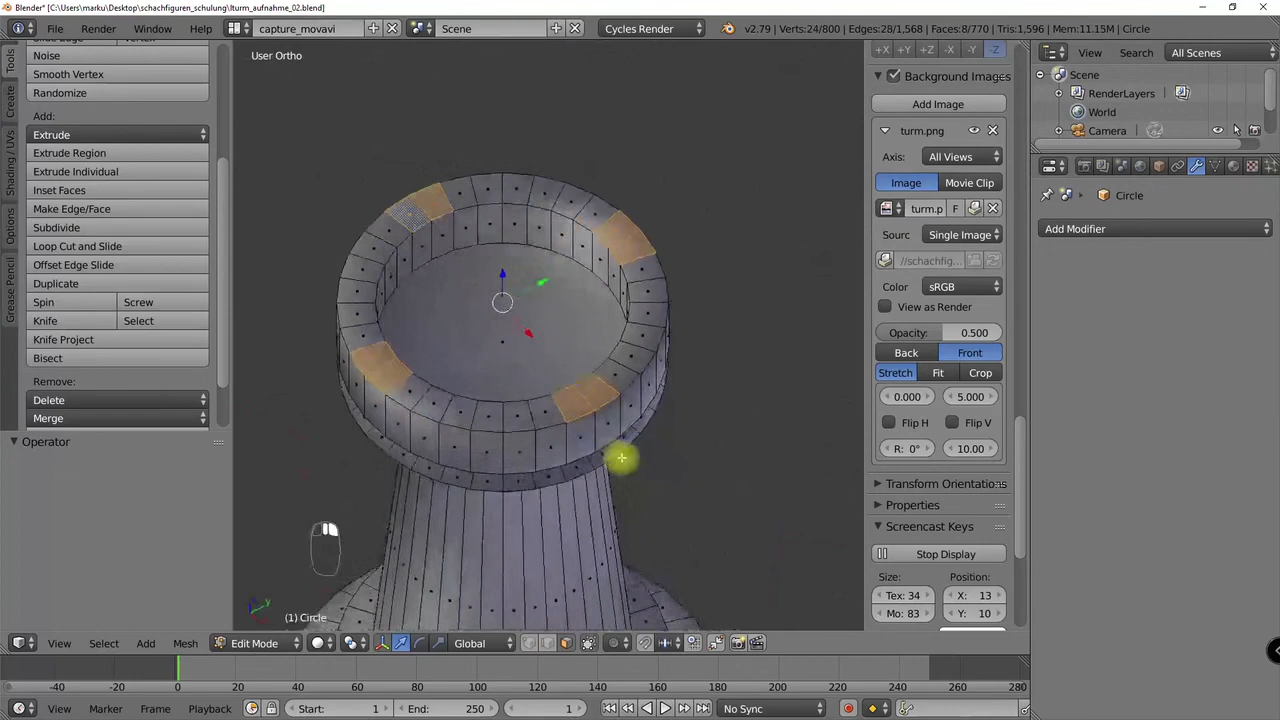 Blender* [C:\Users\marku\Desktop\schachfiguren_schulung\turm_aufnahme_02.blend]
File Render Window Help capture_movavi Scene Cycles Render v2.79 | Verts:24/800 | Edges:28/1,568 | Faces:8/770 | Tris:1,596 | Mem:11.15M | Circle
Tools
Create
Shading / UVs
Options
Grease Pencil
Noise
Smooth Vertex
Randomize
Add:
Extrude
Extrude Region
Extrude Individual
Inset Faces
Make Edge/Face
Subdivide
Loop Cut and Slide
Offset Edge Slide
Duplicate
Spin Screw
Knife Select
Knife Project
Bisect
Remove:
Delete
Merge
Operator
User Ortho
(1) Circle
+X +Y +Z -X -Y -Z
Background Images
Add Image
turm.png
Axis: All Views
Image Movie Clip
turm.p F
Sourc Single Image
//schachfig...
Color sRGB
View as Render
Opacity: 0.500
Back Front
Stretch Fit Crop
0.000 5.000
Flip H Flip V
R: 0° 10.00
Transform Orientations
Properties
Screencast Keys
Stop Display
Size: Position:
Tex: 34 X: 13
Mo: 83 Y: 10
View Search All Scenes
Scene
RenderLayers
World
Camera
Circle
Add Modifier
View Select Add Mesh Edit Mode Global
-40 -20 0 20 40 60 80 100 120 140 160 180 200 220 240 260 280
View Marker Frame Playback Start: 1 End: 250 1 No Sync